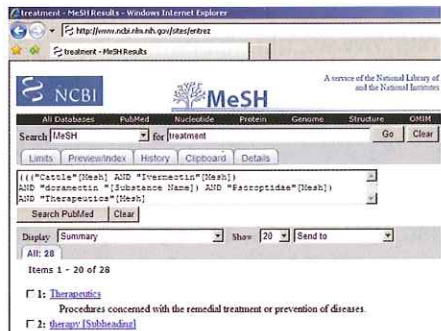 treatment - MeSH Results - Windows Internet Explorer
http://www.ncbi.nlm.nih.gov/sites/entrez
treatment - MeSH Results
A service of the National Library of
and the National Institutes
NCBI
MeSH
All Databases PubMed Nucleotide Protein Genome Structure OMIM
Search MeSH for treatment Go Clear
Limits Preview/Index History Clipboard Details
((("Cattle"[Mesh] AND "Ivermectin"[Mesh])
AND "doramectin "[Substance Name]) AND "Psoroptidae"[Mesh])
AND "Therapeutics"[Mesh]
Search PubMed Clear
Display Summary Show 20 Send to
All: 28
Items 1 - 20 of 28
1: Therapeutics
Procedures concerned with the remedial treatment or prevention of diseases.
2: therapy [Subheading]